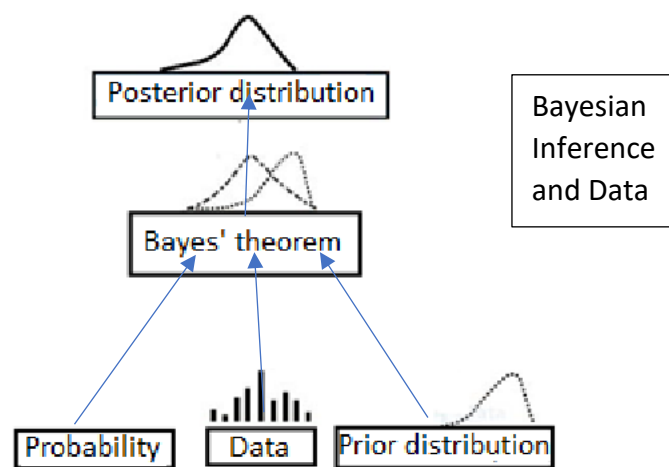 Posterior distribution
Bayesian
Inference
and Data
Bayes' theorem
Probability
Data
Prior distribution